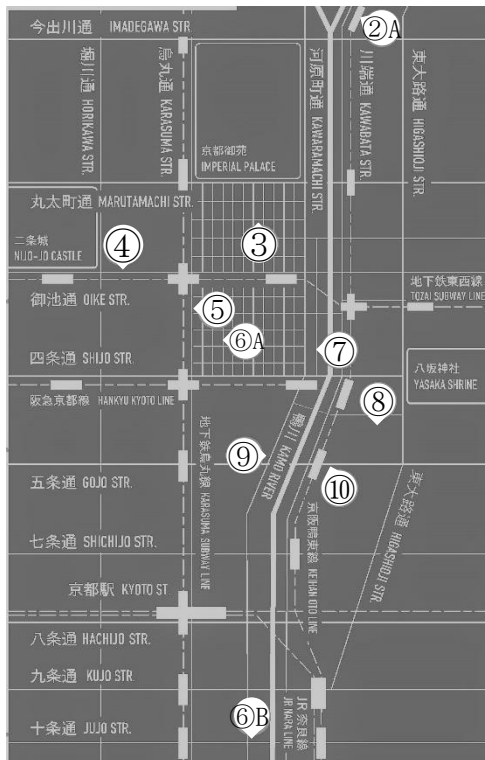 今出川通 IMADEGAWA STR.
②A
堀川通 HORIKAWA STR.
烏丸通 KARASUMA STR.
河原町通 KAWARAMACHI STR.
川端通 KAWABATA STR.
東大路通 HIGASHIOJI STR.
京都御苑
IMPERIAL PALACE
丸太町通 MARUTAMACHI STR.
二条城
NIJO-JO CASTLE
④
③
地下鉄東西線
TOZAI SUBWAY LINE
御池通 OIKE STR.
⑤
⑥A
⑦
四条通 SHIJO STR.
八坂神社
YASAKA SHRINE
阪急京都線 HANKYU KYOTO LINE
⑧
地下鉄烏丸線 KARASUMA SUBWAY LINE
鴨川 KAMO RIVER
⑨
⑩
五条通 GOJO STR.
東大路通 HIGASHIOJI STR.
京阪鴨東線 KEIHAN OTO LINE
七条通 SHICHIJO STR.
京都駅 KYOTO ST
八条通 HACHIJO STR.
九条通 KUJO STR.
⑥B
JR奈良線
JR NARA LINE
十条通 JUJO STR.